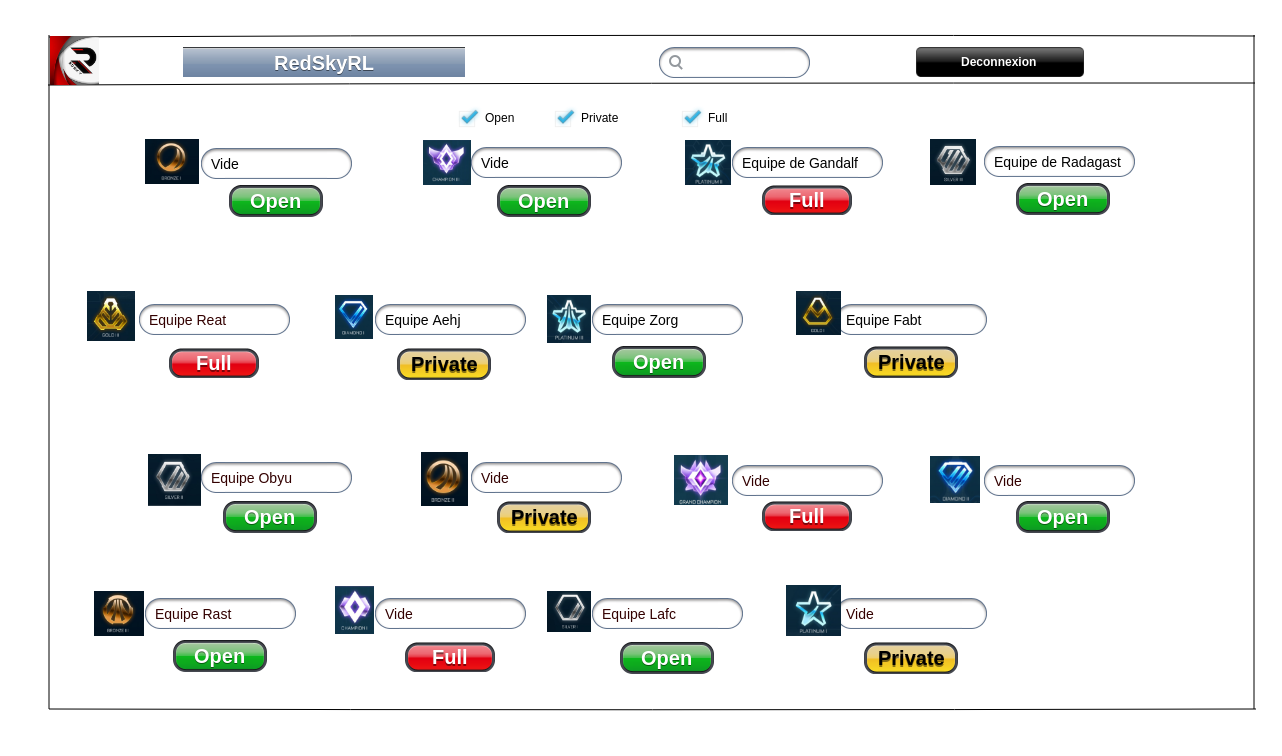 RedSkyRL
Deconnexion
Open Private Full
Vide Vide Equipe de Gandalf Equipe de Radagast
BRONZE I CHAMPION III PLATINUM II SILVER III
Open Open Full Open
Equipe Reat Equipe Aehj Equipe Zorg Equipe Fabt
GOLD III DIAMOND I PLATINUM III GOLD I
Full Private Open Private
Equipe Obyu Vide Vide Vide
SILVER II BRONZE II GRAND CHAMPION DIAMOND II
Open Private Full Open
Equipe Rast Vide Equipe Lafc Vide
BRONZE III CHAMPION I SILVER I PLATINUM I
Open Full Open Private